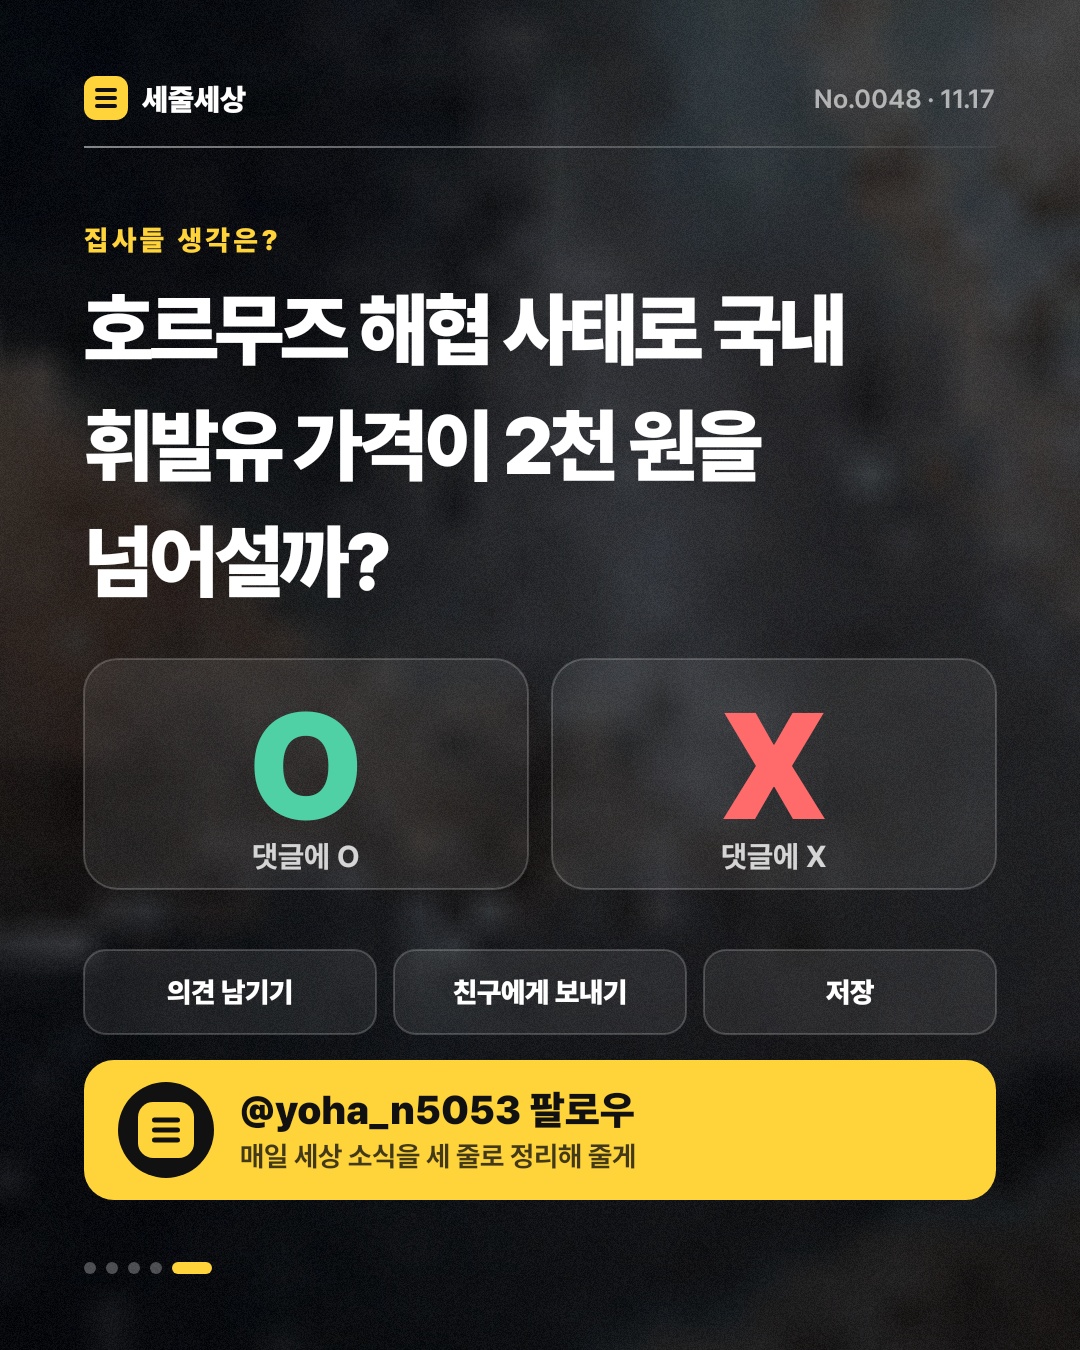 세줄세상
No.0048 · 11.17
집사들 생각은?
호르무즈 해협 사태로 국내
휘발유 가격이 2천 원을
넘어설까?
O
댓글에 O
X
댓글에 X
의견 남기기
친구에게 보내기
저장
@yoha_n5053 팔로우
매일 세상 소식을 세 줄로 정리해 줄게